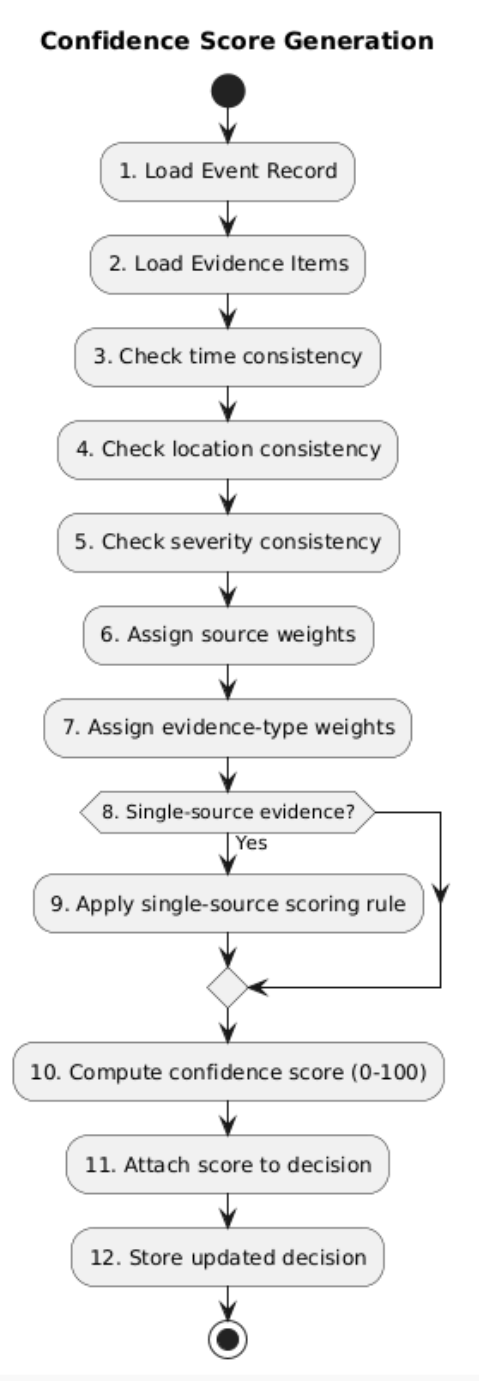 Confidence Score Generation
1. Load Event Record
2. Load Evidence Items
3. Check time consistency
4. Check location consistency
5. Check severity consistency
6. Assign source weights
7. Assign evidence-type weights
8. Single-source evidence?
Yes
9. Apply single-source scoring rule
10. Compute confidence score (0-100)
11. Attach score to decision
12. Store updated decision